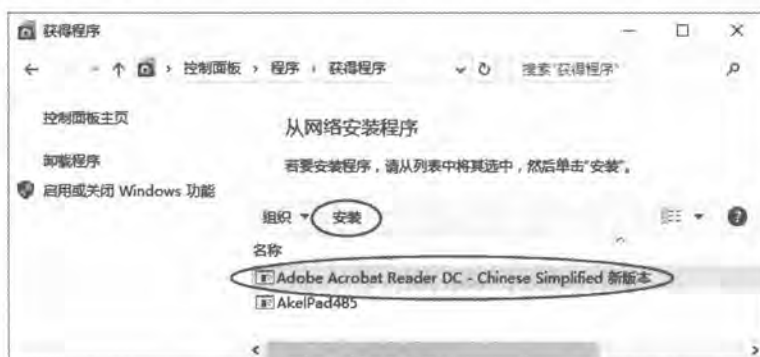 获得程序
控制面板 › 程序 › 获得程序
搜索"获得程序"
控制面板主页
卸载程序
启用或关闭 Windows 功能
从网络安装程序
若要安装程序，请从列表中将其选中，然后单击"安装"。
组织 安装
名称
Adobe Acrobat Reader DC - Chinese Simplified 新版本
AkelPad485